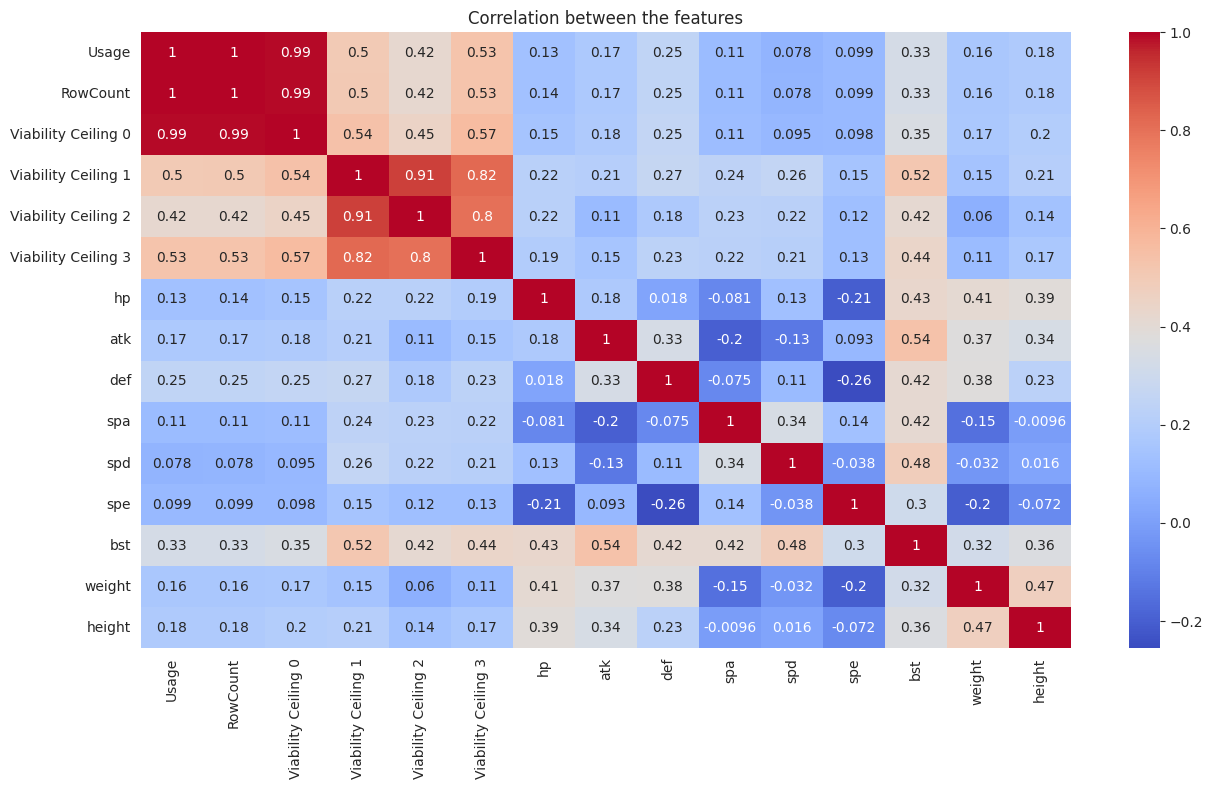 Correlation between the features
Usage 1 1 0.99 0.5 0.42 0.53 0.13 0.17 0.25 0.11 0.078 0.099 0.33 0.16 0.18
RowCount 1 1 0.99 0.5 0.42 0.53 0.14 0.17 0.25 0.11 0.078 0.099 0.33 0.16 0.18
Viability Ceiling 0 0.99 0.99 1 0.54 0.45 0.57 0.15 0.18 0.25 0.11 0.095 0.098 0.35 0.17 0.2
Viability Ceiling 1 0.5 0.5 0.54 1 0.91 0.82 0.22 0.21 0.27 0.24 0.26 0.15 0.52 0.15 0.21
Viability Ceiling 2 0.42 0.42 0.45 0.91 1 0.8 0.22 0.11 0.18 0.23 0.22 0.12 0.42 0.06 0.14
Viability Ceiling 3 0.53 0.53 0.57 0.82 0.8 1 0.19 0.15 0.23 0.22 0.21 0.13 0.44 0.11 0.17
hp 0.13 0.14 0.15 0.22 0.22 0.19 1 0.18 0.018 -0.081 0.13 -0.21 0.43 0.41 0.39
atk 0.17 0.17 0.18 0.21 0.11 0.15 0.18 1 0.33 -0.2 -0.13 0.093 0.54 0.37 0.34
def 0.25 0.25 0.25 0.27 0.18 0.23 0.018 0.33 1 -0.075 0.11 -0.26 0.42 0.38 0.23
spa 0.11 0.11 0.11 0.24 0.23 0.22 -0.081 -0.2 -0.075 1 0.34 0.14 0.42 -0.15 -0.0096
spd 0.078 0.078 0.095 0.26 0.22 0.21 0.13 -0.13 0.11 0.34 1 -0.038 0.48 -0.032 0.016
spe 0.099 0.099 0.098 0.15 0.12 0.13 -0.21 0.093 -0.26 0.14 -0.038 1 0.3 -0.2 -0.072
bst 0.33 0.33 0.35 0.52 0.42 0.44 0.43 0.54 0.42 0.42 0.48 0.3 1 0.32 0.36
weight 0.16 0.16 0.17 0.15 0.06 0.11 0.41 0.37 0.38 -0.15 -0.032 -0.2 0.32 1 0.47
height 0.18 0.18 0.2 0.21 0.14 0.17 0.39 0.34 0.23 -0.0096 0.016 -0.072 0.36 0.47 1
Usage
RowCount
Viability Ceiling 0
Viability Ceiling 1
Viability Ceiling 2
Viability Ceiling 3
hp
atk
def
spa
spd
spe
bst
weight
height
1.0
0.8
0.6
0.4
0.2
0.0
−0.2